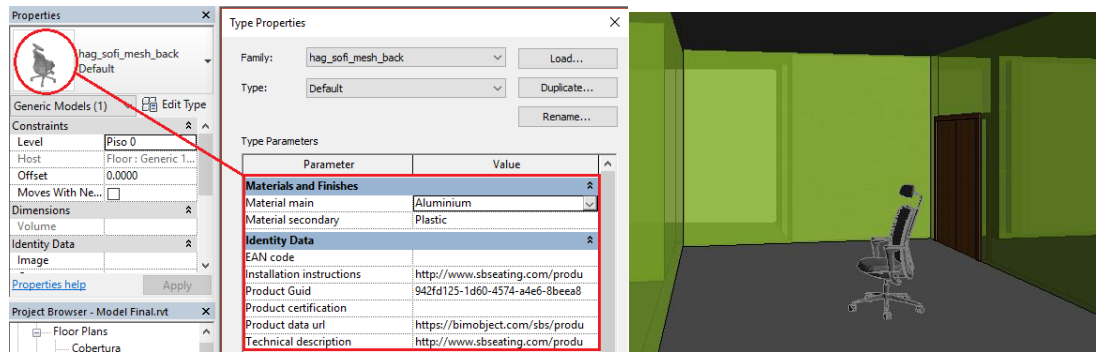 Properties
hag_sofi_mesh_back
Default
Generic Models (1)
Edit Type
Constraints
Level Piso 0
Host Floor : Generic 1...
Offset 0.0000
Moves With Ne...
Dimensions
Volume
Identity Data
Image
Properties help
Apply
Project Browser - Model Final.rvt
Floor Plans
Cobertura
Type Properties
Family: hag_sofi_mesh_back Load...
Type: Default Duplicate...
Rename...
Type Parameters
Parameter Value
Materials and Finishes
Material main Aluminium
Material secondary Plastic
Identity Data
EAN code
Installation instructions http://www.sbseating.com/produ
Product Guid 942fd125-1d60-4574-a4e6-8beea8
Product certification
Product data url https://bimobject.com/sbs/produ
Technical description http://www.sbseating.com/produ